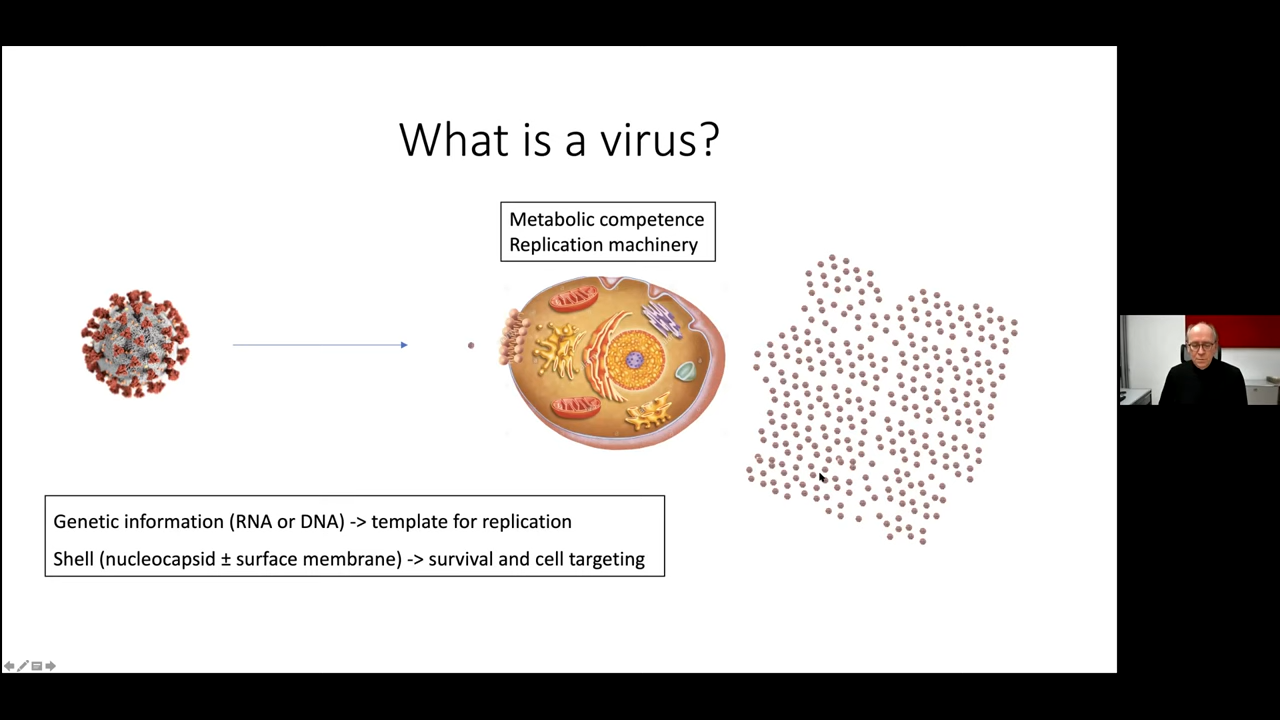 What is a virus?
Metabolic competence
Replication machinery
Genetic information (RNA or DNA) -> template for replication
Shell (nucleocapsid ± surface membrane) -> survival and cell targeting